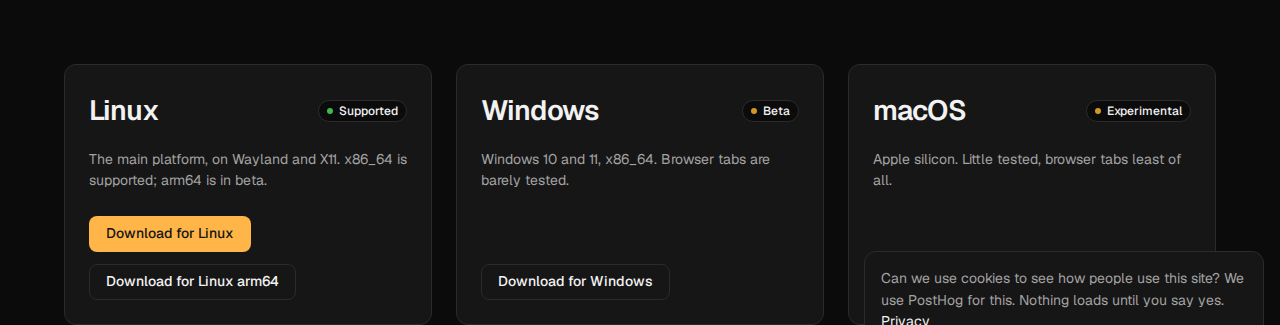 Linux
Supported
The main platform, on Wayland and X11. x86_64 is
supported; arm64 is in beta.
Download for Linux
Download for Linux arm64
Windows
Beta
Windows 10 and 11, x86_64. Browser tabs are
barely tested.
Download for Windows
macOS
Experimental
Apple silicon. Little tested, browser tabs least of
all.
Can we use cookies to see how people use this site? We
use PostHog for this. Nothing loads until you say yes.
Privacy